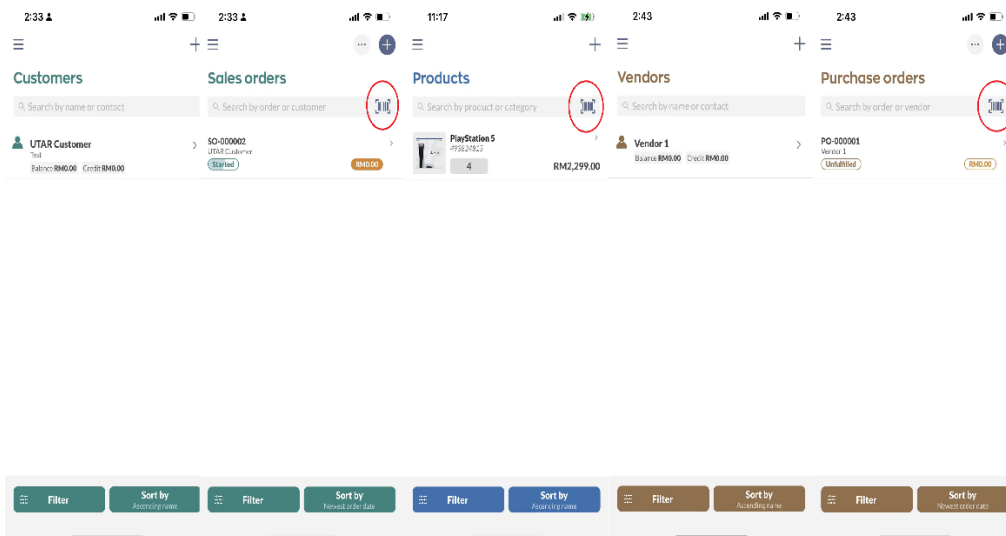 2:33
Customers
Search by name or contact
UTAR Customer
Test
Balance RM0.00 Credit RM0.00
Filter
Sort by
Ascending name
2:33
Sales orders
Search by order or customer
SO-000002
UTAR Customer
Started
RM0.00
Filter
Sort by
Newest order date
11:17
Products
Search by product or category
PlayStation 5
4
RM2,299.00
Filter
Sort by
Ascending name
2:43
Vendors
Search by name or contact
Vendor 1
Balance RM0.00 Credit RM0.00
Filter
Sort by
Ascending name
2:43
Purchase orders
Search by order or vendor
PO-000001
Vendor 1
Unfulfilled
RM0.00
Filter
Sort by
Newest order date